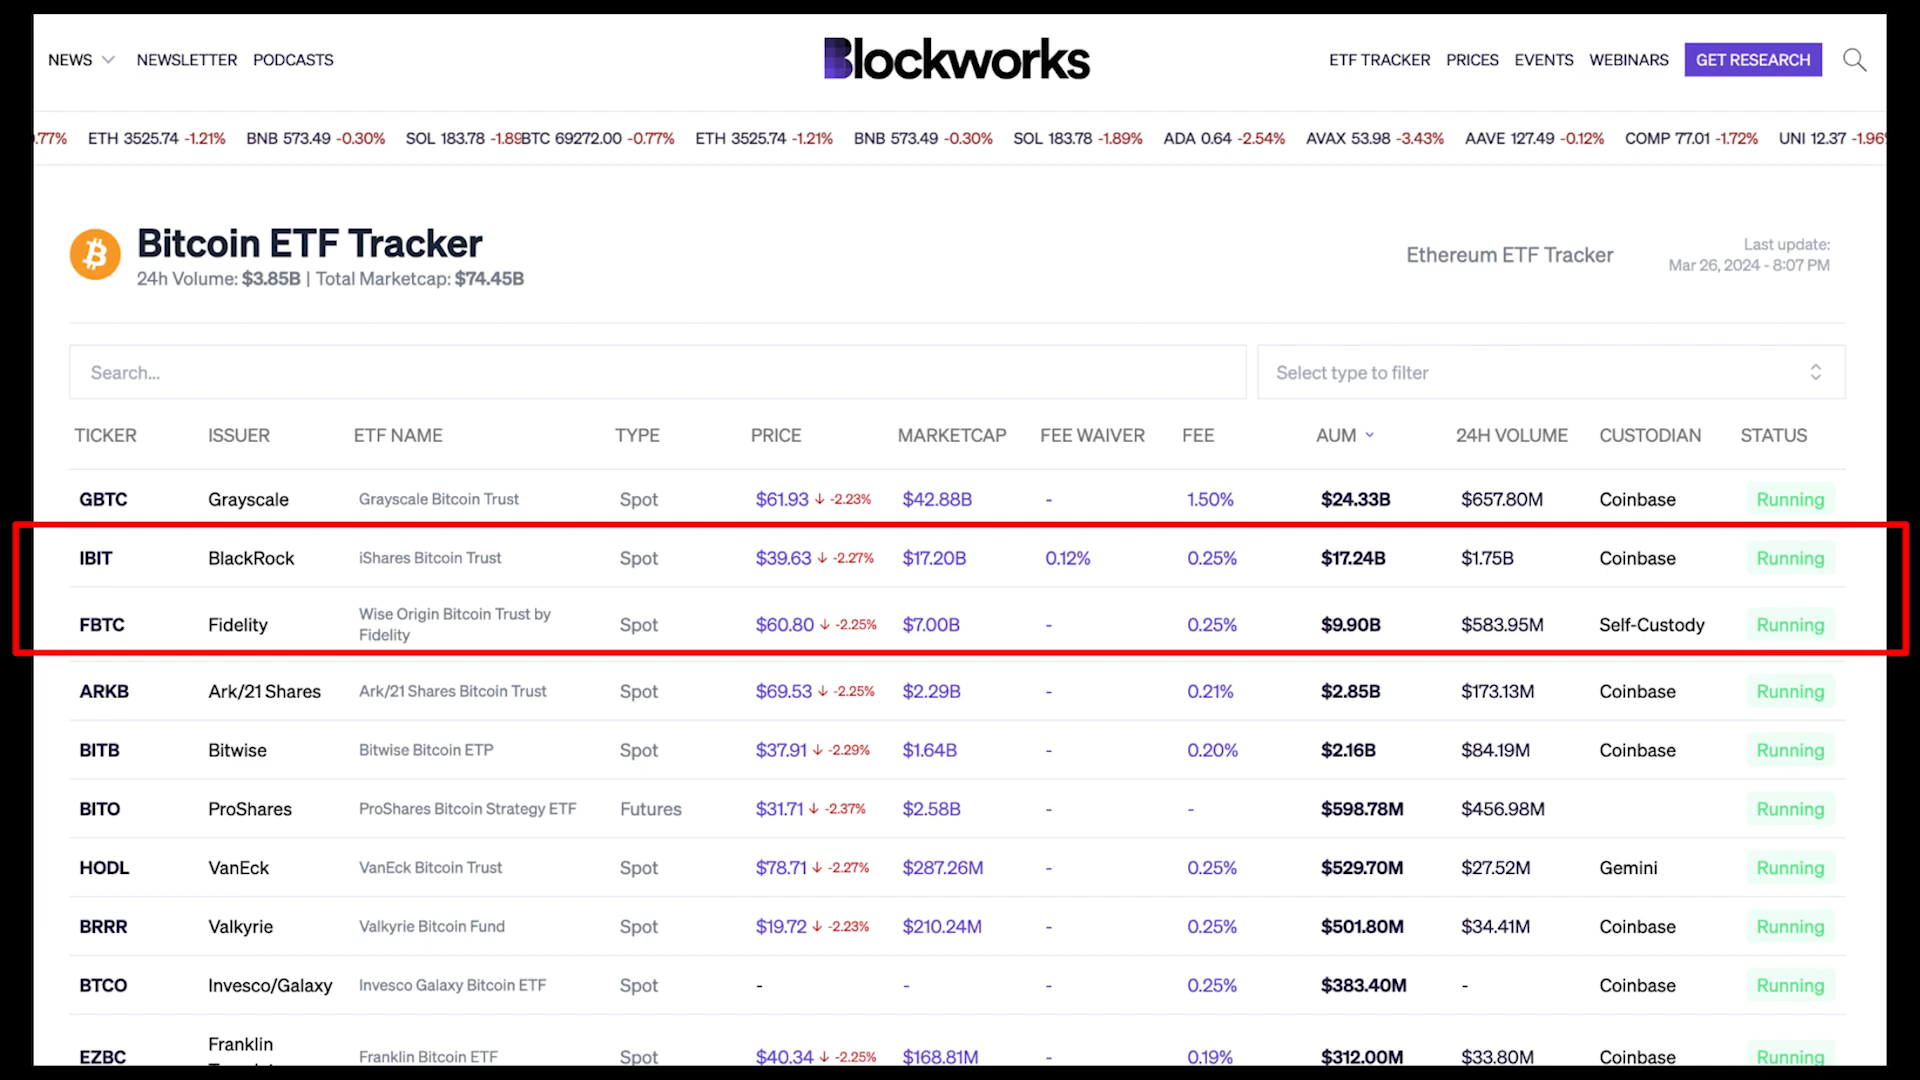 NEWS NEWSLETTER PODCASTS Blockworks ETF TRACKER PRICES EVENTS WEBINARS GET RESEARCH
.77% ETH 3525.74 -1.21% BNB 573.49 -0.30% SOL 183.78 -1.89 BTC 69272.00 -0.77% ETH 3525.74 -1.21% BNB 573.49 -0.30% SOL 183.78 -1.89% ADA 0.64 -2.54% AVAX 53.98 -3.43% AAVE 127.49 -0.12% COMP 77.01 -1.72% UNI 12.37 -1.96
Bitcoin ETF Tracker
24h Volume: $3.85B | Total Marketcap: $74.45B
Ethereum ETF Tracker
Last update:
Mar 26, 2024 - 8:07 PM
Search... Select type to filter
TICKER ISSUER ETF NAME TYPE PRICE MARKETCAP FEE WAIVER FEE AUM 24H VOLUME CUSTODIAN STATUS
GBTC Grayscale Grayscale Bitcoin Trust Spot $61.93 ↓ -2.23% $42.88B - 1.50% $24.33B $657.80M Coinbase Running
IBIT BlackRock iShares Bitcoin Trust Spot $39.63 ↓ -2.27% $17.20B 0.12% 0.25% $17.24B $1.75B Coinbase Running
FBTC Fidelity Wise Origin Bitcoin Trust by
Fidelity Spot $60.80 ↓ -2.25% $7.00B - 0.25% $9.90B $583.95M Self-Custody Running
ARKB Ark/21 Shares Ark/21 Shares Bitcoin Trust Spot $69.53 ↓ -2.25% $2.29B - 0.21% $2.85B $173.13M Coinbase Running
BITB Bitwise Bitwise Bitcoin ETP Spot $37.91 ↓ -2.29% $1.64B - 0.20% $2.16B $84.19M Coinbase Running
BITO ProShares ProShares Bitcoin Strategy ETF Futures $31.71 ↓ -2.37% $2.58B - - $598.78M $456.98M Running
HODL VanEck VanEck Bitcoin Trust Spot $78.71 ↓ -2.27% $287.26M - 0.25% $529.70M $27.52M Gemini Running
BRRR Valkyrie Valkyrie Bitcoin Fund Spot $19.72 ↓ -2.23% $210.24M - 0.25% $501.80M $34.41M Coinbase Running
BTCO Invesco/Galaxy Invesco Galaxy Bitcoin ETF Spot - - - 0.25% $383.40M - Coinbase Running
EZBC Franklin Franklin Bitcoin ETF Spot $40.34 ↓ -2.25% $168.81M - 0.19% $312.00M $33.80M Coinbase Running